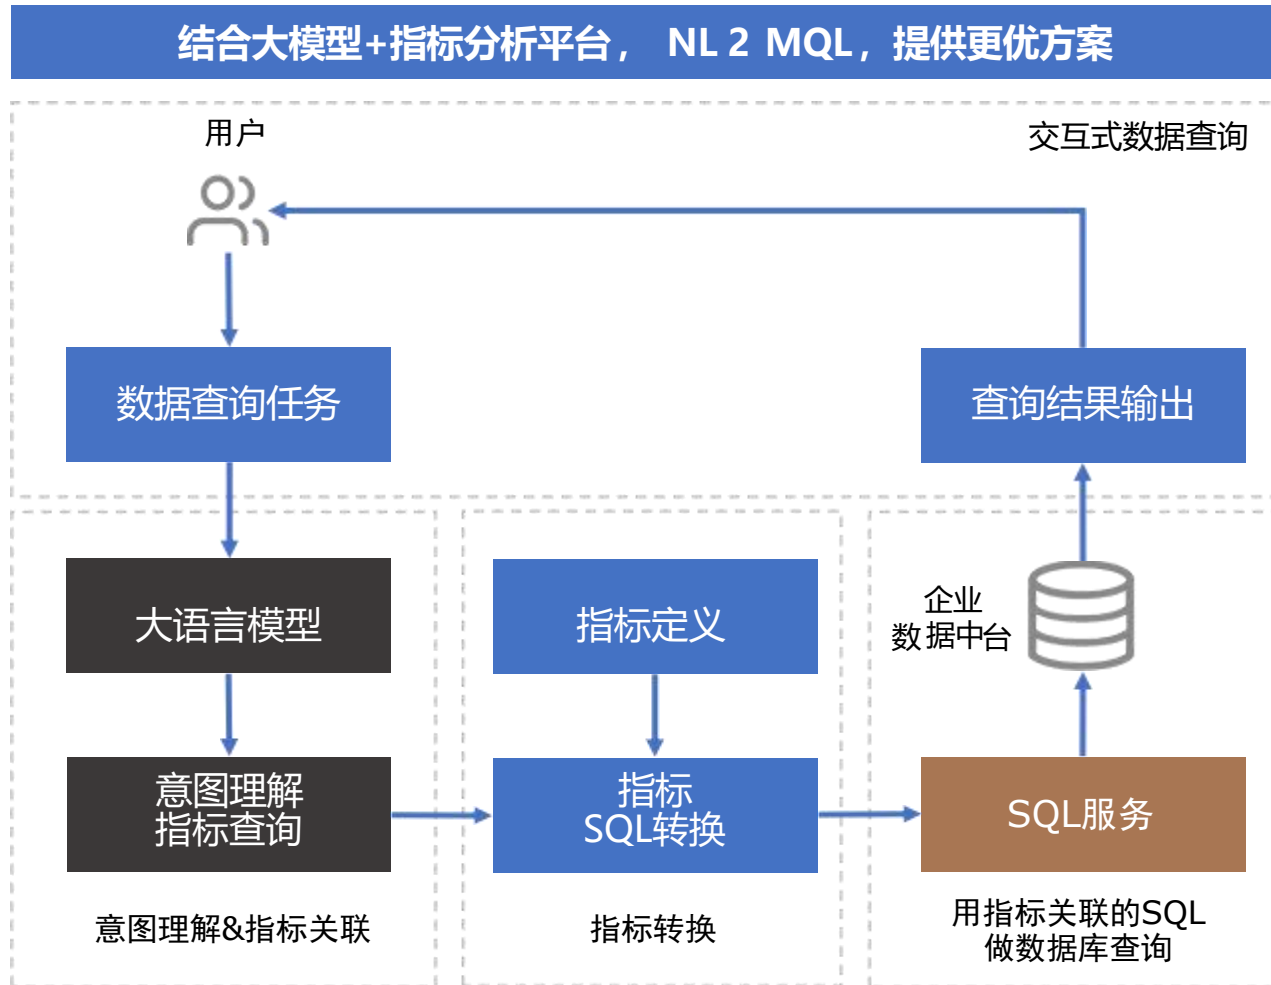 结合大模型+指标分析平台， NL 2 MQL，提供更优方案
用户
交互式数据查询
数据查询任务
查询结果输出
大语言模型
指标定义
企业
数据中台
意图理解
指标查询
指标
SQL转换
SQL服务
意图理解&指标关联
指标转换
用指标关联的SQL
做数据库查询